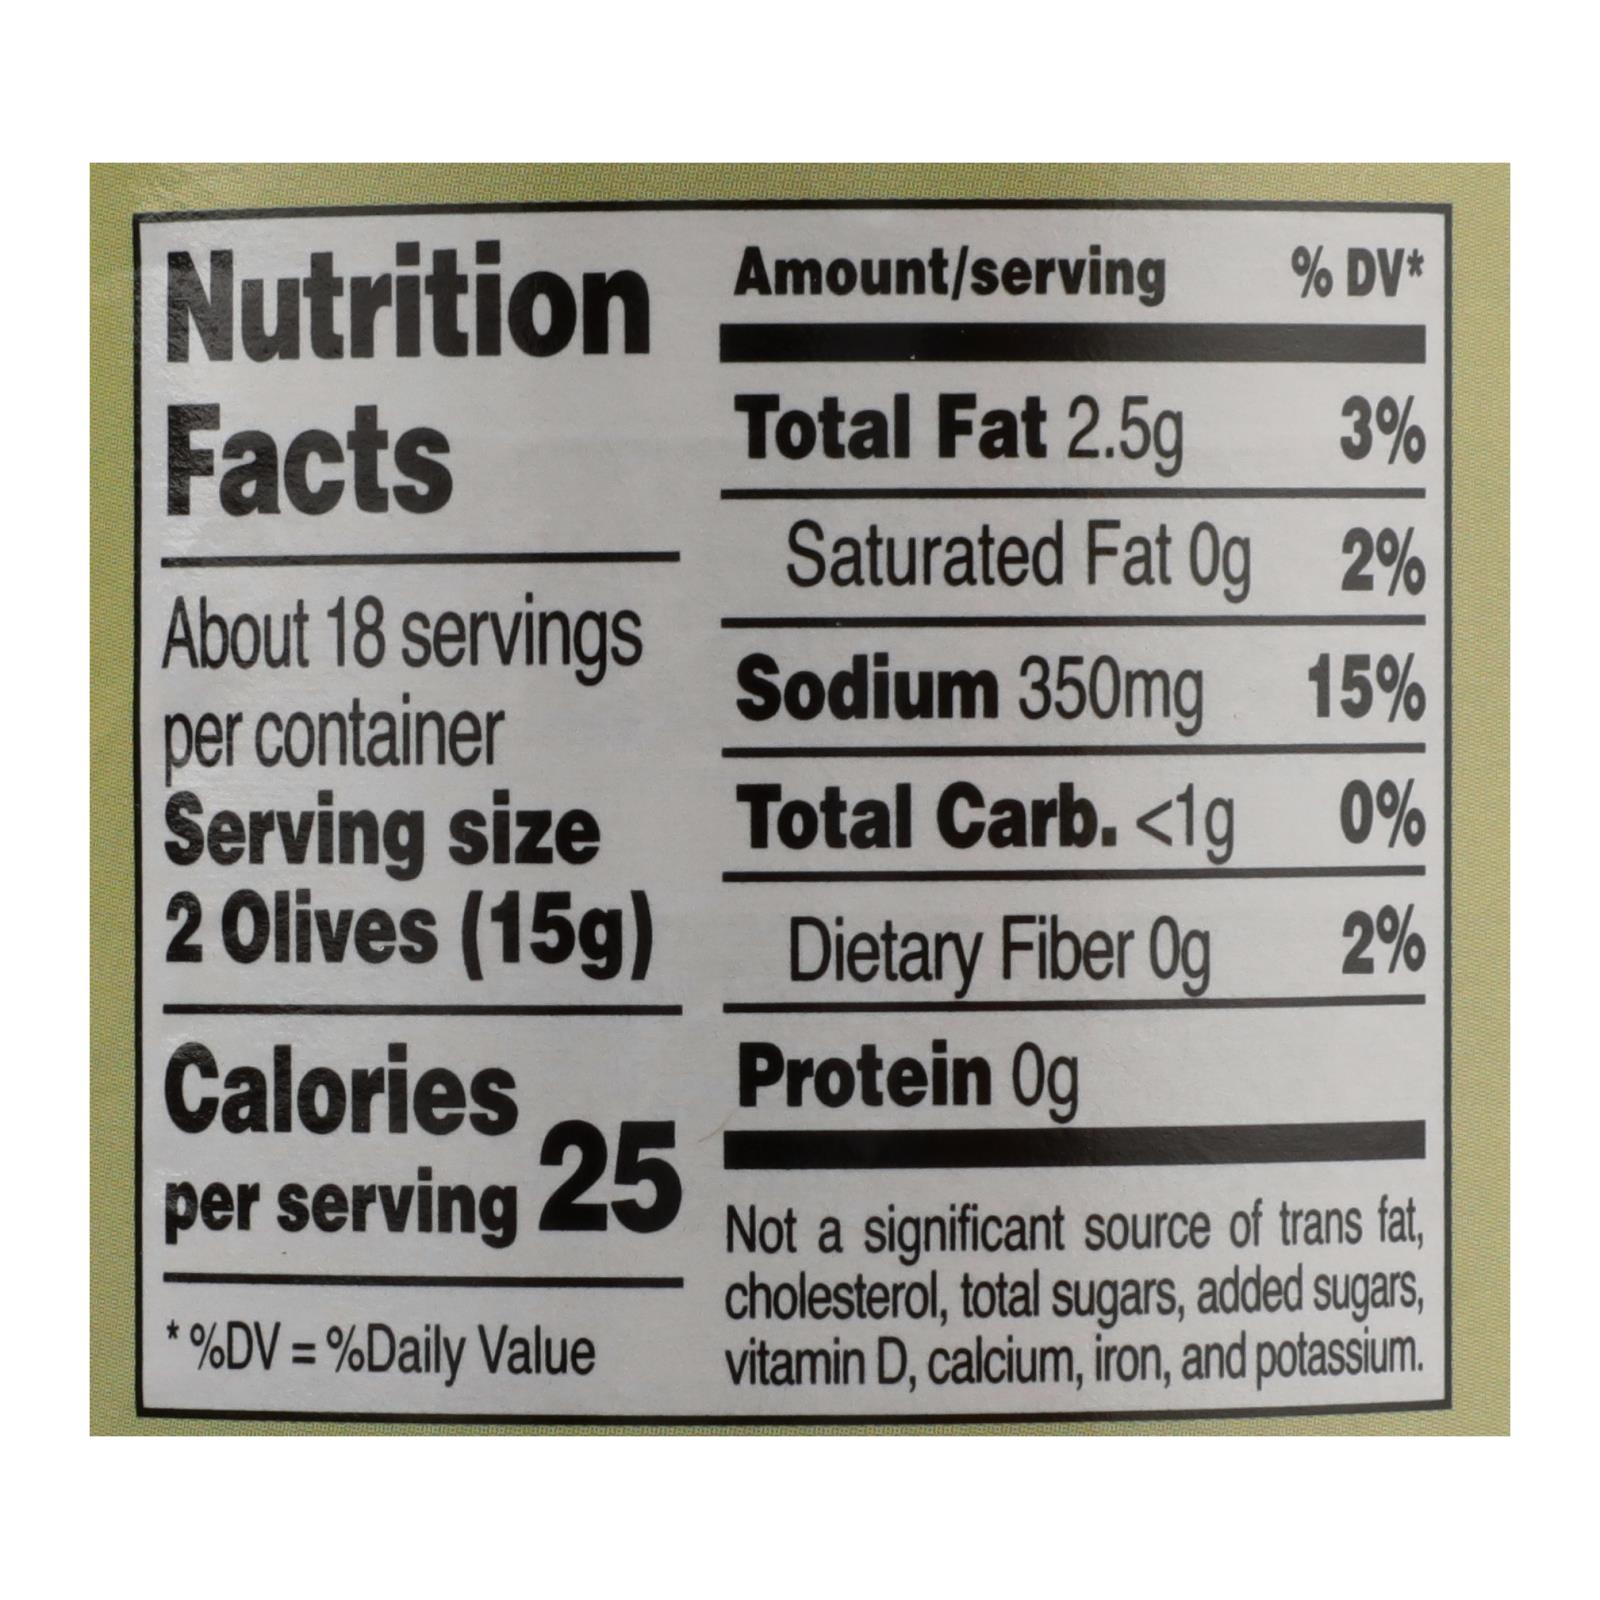 Nutrition
Facts
About 18 servings
per container
Serving size
2 Olives (15g)
Calories
per serving 25
* %DV = %Daily Value
Amount/serving % DV*
Total Fat 2.5g 3%
Saturated Fat 0g 2%
Sodium 350mg 15%
Total Carb. <1g 0%
Dietary Fiber 0g 2%
Protein 0g
Not a significant source of trans fat,
cholesterol, total sugars, added sugars,
vitamin D, calcium, iron, and potassium.